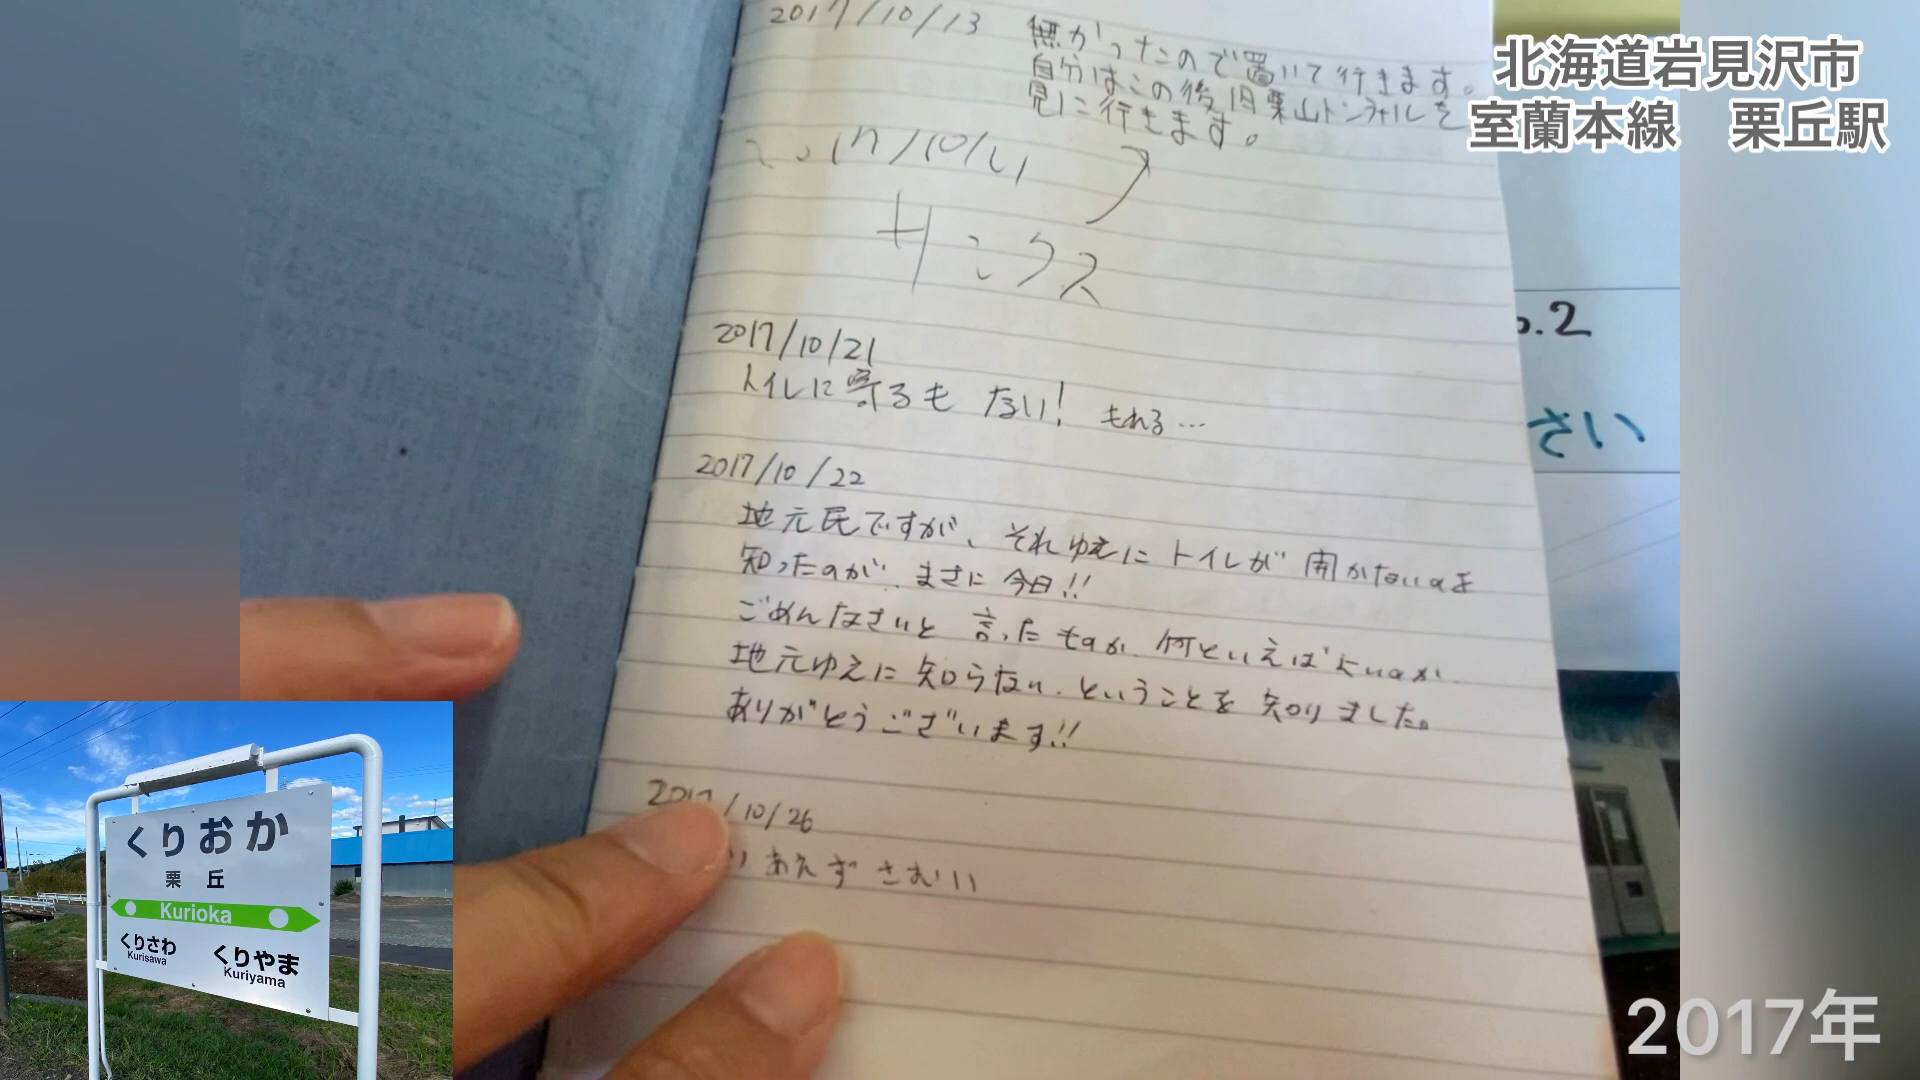 北海道岩見沢市
室蘭本線 栗丘駅
2017/10/13 無かったので置いて行きます。
自分はこの後旧栗山トンネルを
見に行きます。
2017/10/21
サンクス
2017/10/21
トイレに寄るも ない! もれる…
2017/10/22
地元民ですが、それゆえにトイレが開かないのを
知ったのが、まさに今日!!
ごめんなさいと言ったものか、何といえばよいのか
地元ゆえに知らない、ということを知りました。
ありがとうございます!!
2017/10/26
りあえずさむい
.2
さい
くりおか
栗丘
Kurioka
くりさわ くりやま
Kurisawa Kuriyama
2017年